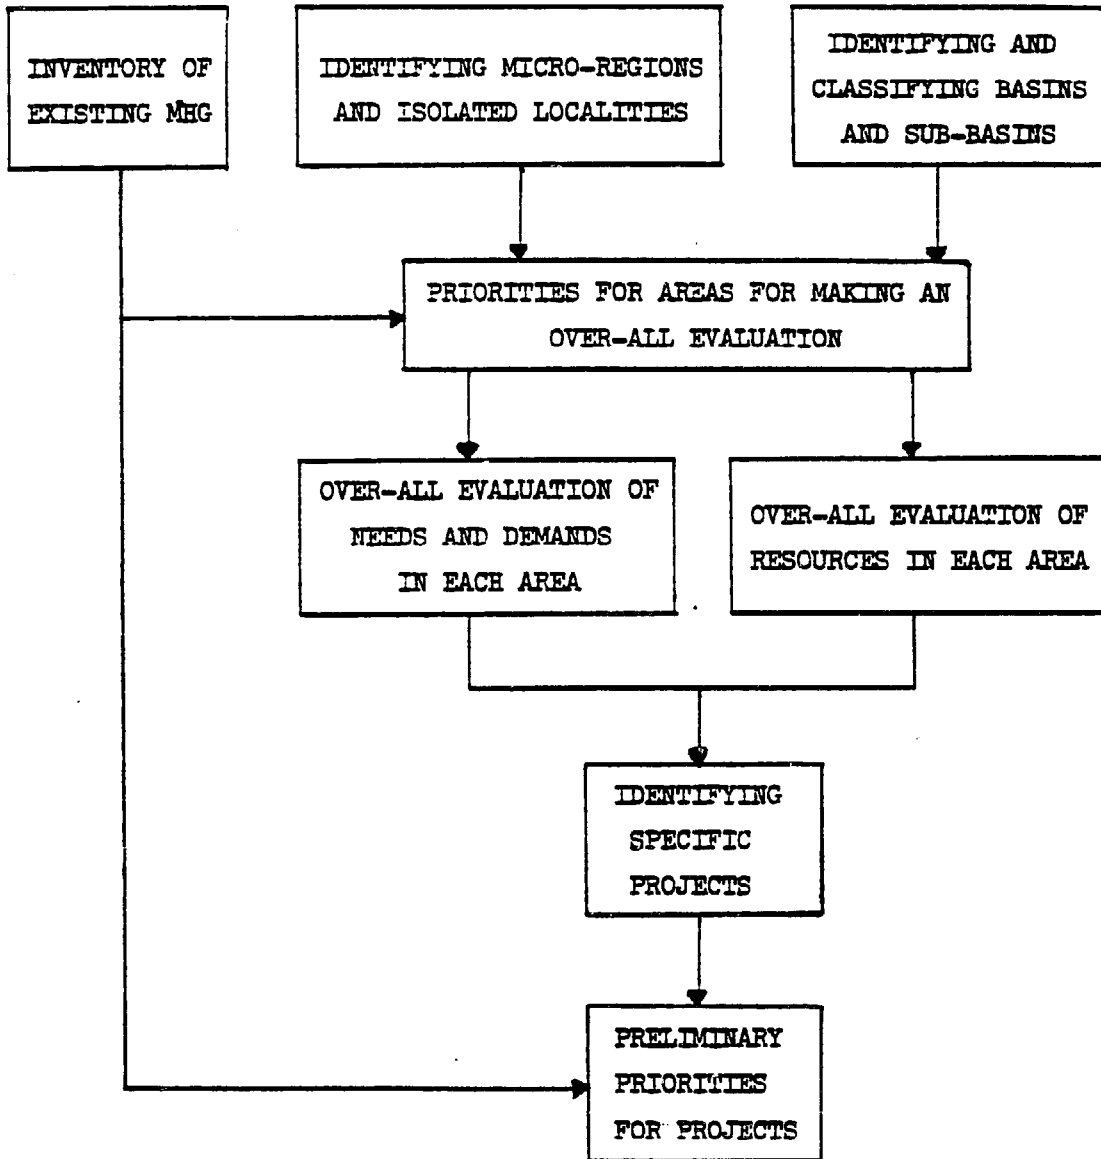 INVENTORY OF
EXISTING MHG
IDENTIFYING MICRO-REGIONS
AND ISOLATED LOCALITIES
IDENTIFYING AND
CLASSIFYING BASINS
AND SUB-BASINS
PRIORITIES FOR AREAS FOR MAKING AN
OVER-ALL EVALUATION
OVER-ALL EVALUATION OF
NEEDS AND DEMANDS
IN EACH AREA
OVER-ALL EVALUATION OF
RESOURCES IN EACH AREA
IDENTIFYING
SPECIFIC
PROJECTS
PRELIMINARY
PRIORITIES
FOR PROJECTS